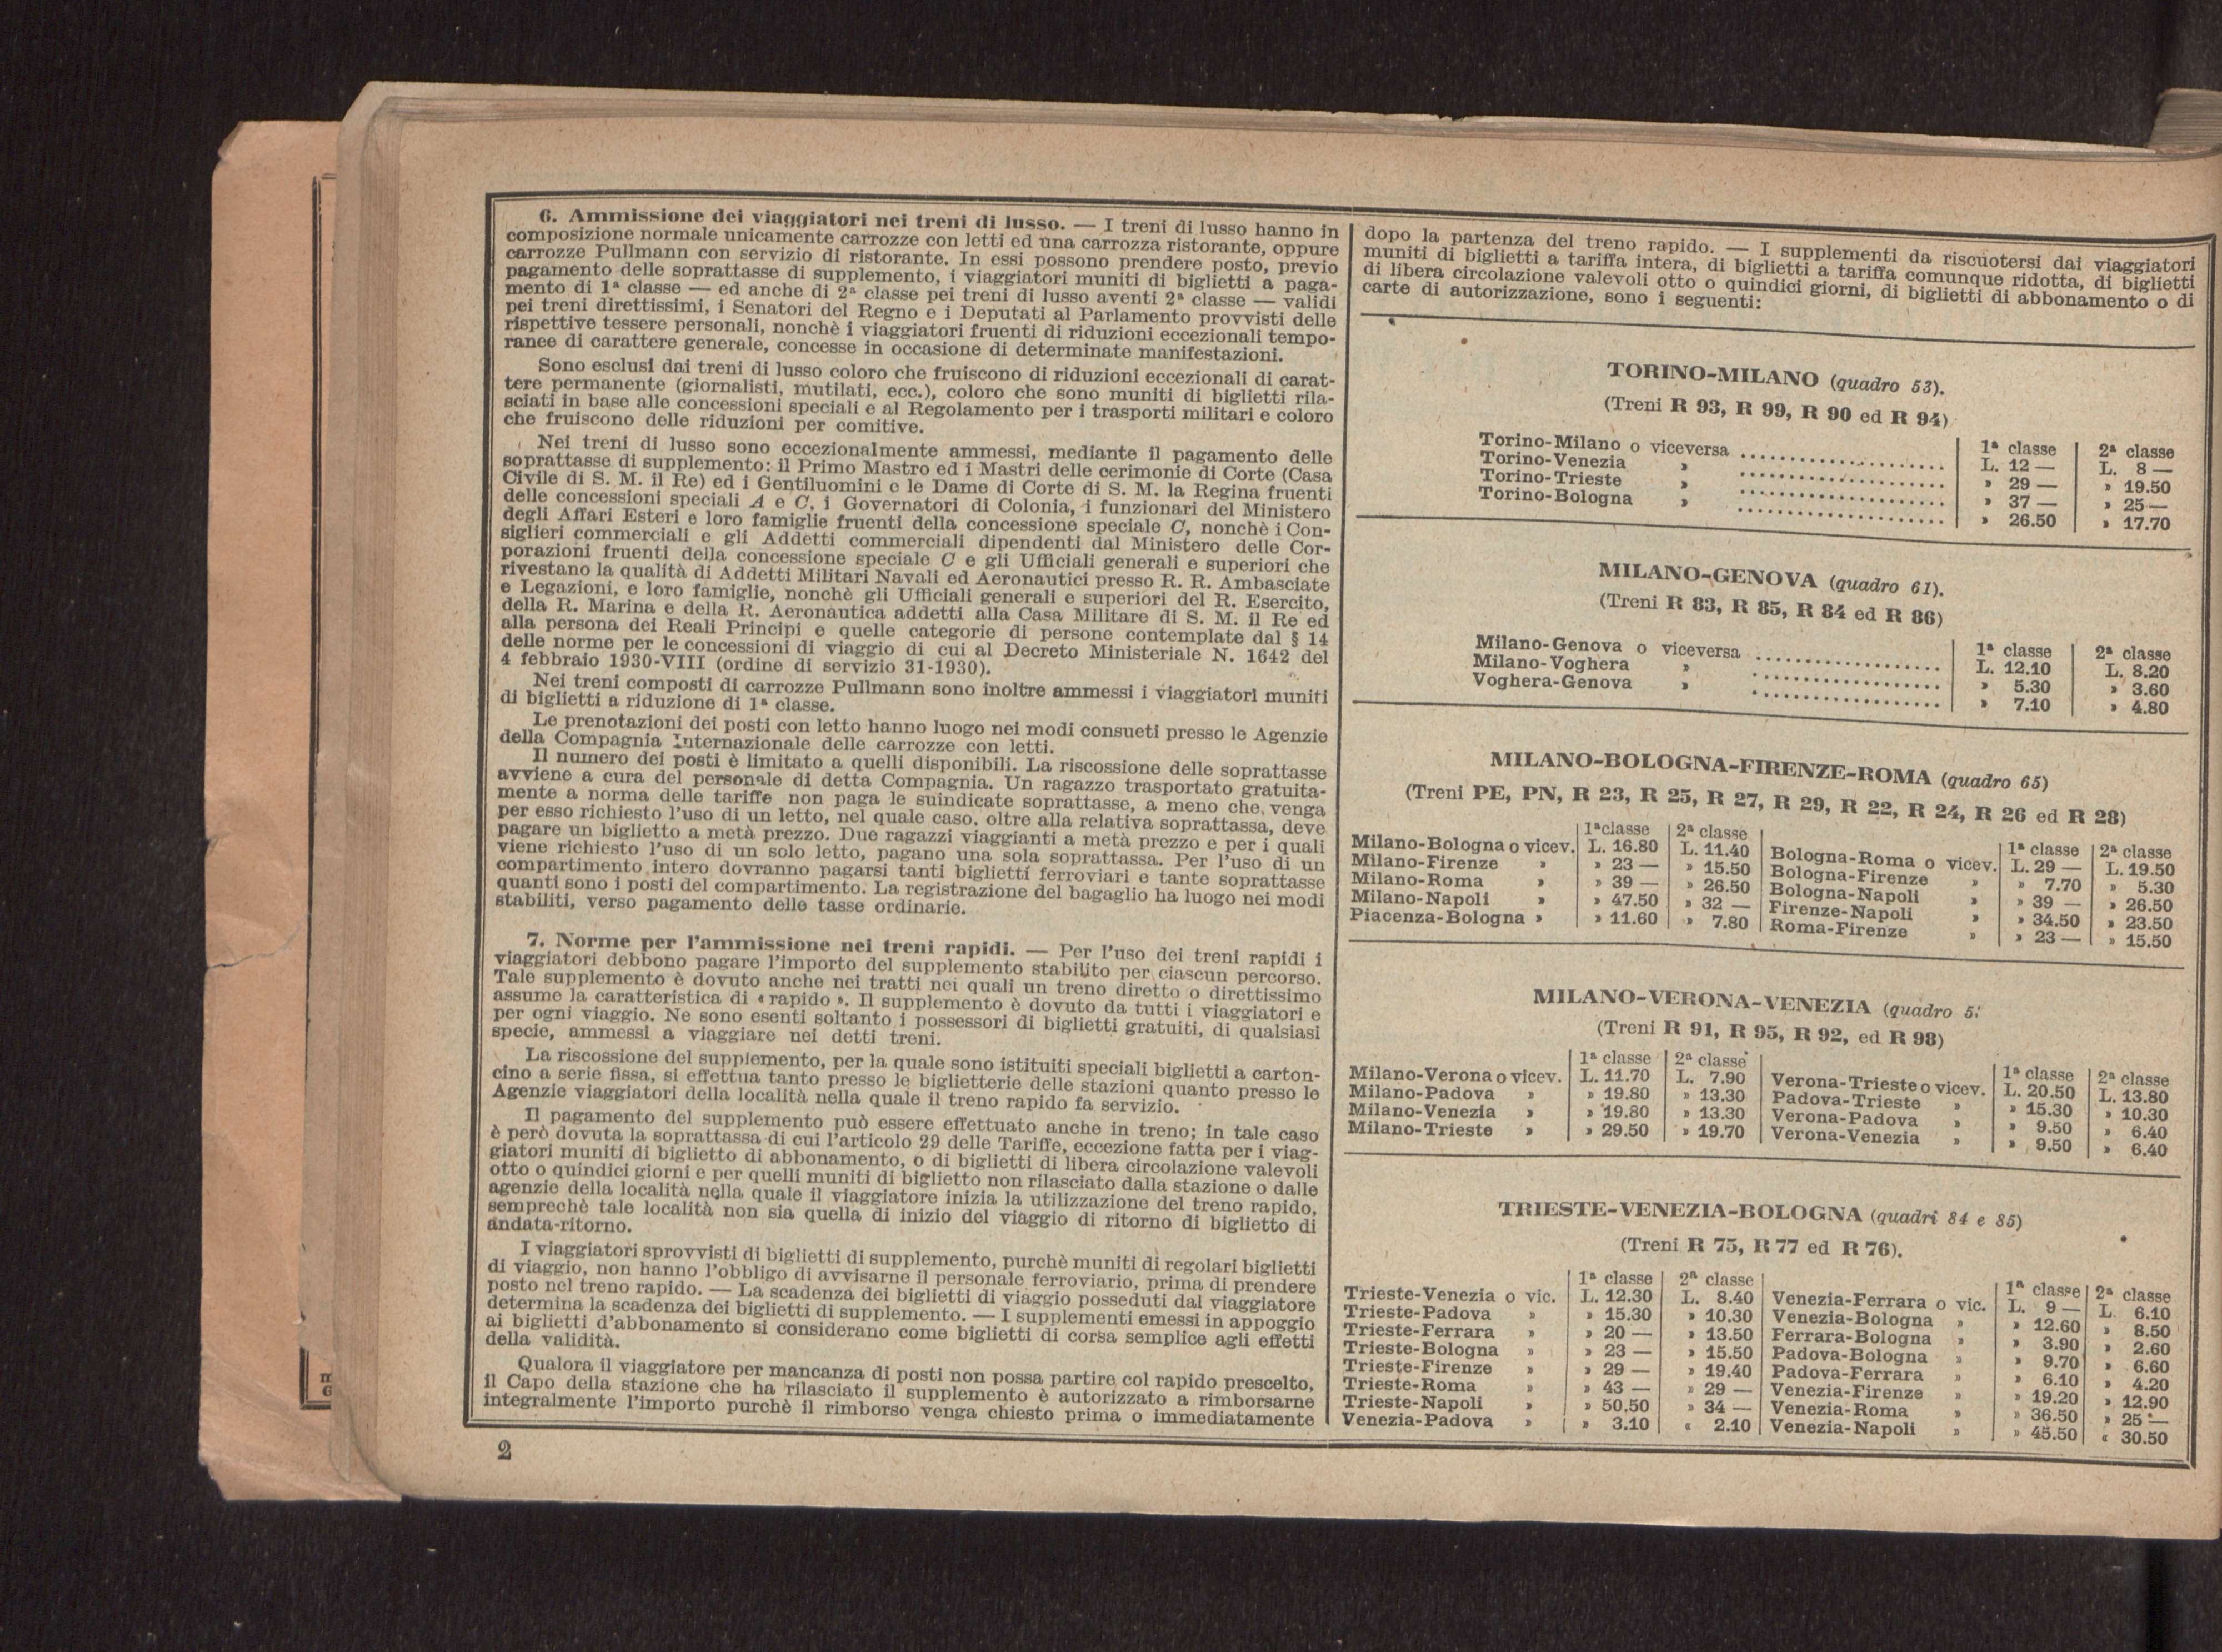 6. Ammissione dei viaggiatori nei treni di lusso. — I treni di lusso hanno in
composizione normale unicamente carrozze con letti ed una carrozza ristorante, oppure
carrozze Pullmann con servizio di ristorante. In essi possono prendere posto, previo
pagamento delle soprattasse di supplemento, i viaggiatori muniti di biglietti a paga-
mento di 1ª classe — ed anche di 2ª classe pei treni di lusso aventi 2ª classe — validi
pei treni direttissimi, i Senatori del Regno e i Deputati al Parlamento provvisti delle
rispettive tessere personali, nonchè i viaggiatori fruenti di riduzioni eccezionali tempo-
ranee di carattere generale, concesse in occasione di determinate manifestazioni.
Sono esclusi dai treni di lusso coloro che fruiscono di riduzioni eccezionali di carat-
tere permanente (giornalisti, mutilati, ecc.), coloro che sono muniti di biglietti rila-
sciati in base alle concessioni speciali e al Regolamento per i trasporti militari e coloro
che fruiscono delle riduzioni per comitive.
Nei treni di lusso sono eccezionalmente ammessi, mediante il pagamento delle
soprattasse di supplemento: il Primo Mastro ed i Mastri delle cerimonie di Corte (Casa
Civile di S. M. il Re) ed i Gentiluomini e le Dame di Corte di S. M. la Regina fruenti
delle concessioni speciali A e C, i Governatori di Colonia, i funzionari del Ministero
degli Affari Esteri e loro famiglie fruenti della concessione speciale C, nonchè i Con-
siglieri commerciali e gli Addetti commerciali dipendenti dal Ministero delle Cor-
porazioni fruenti della concessione speciale C e gli Ufficiali generali e superiori che
rivestano la qualità di Addetti Militari Navali ed Aeronautici presso R. R. Ambasciate
e Legazioni, e loro famiglie, nonchè gli Ufficiali generali e superiori del R. Esercito,
della R. Marina e della R. Aeronautica addetti alla Casa Militare di S. M. il Re ed
alla persona dei Reali Principi e quelle categorie di persone contemplate dal § 14
delle norme per le concessioni di viaggio di cui al Decreto Ministeriale N. 1642 del
4 febbraio 1930-VIII (ordine di servizio 31-1930).
Nei treni composti di carrozze Pullmann sono inoltre ammessi i viaggiatori muniti
di biglietti a riduzione di 1ª classe.
Le prenotazioni dei posti con letto hanno luogo nei modi consueti presso le Agenzie
della Compagnia Internazionale delle carrozze con letti.
Il numero dei posti è limitato a quelli disponibili. La riscossione delle soprattasse
avviene a cura del personale di detta Compagnia. Un ragazzo trasportato gratuita-
mente a norma delle tariffe non paga le suindicate soprattasse, a meno che, venga
per esso richiesto l'uso di un letto, nel quale caso, oltre alla relativa soprattassa, deve
pagare un biglietto a metà prezzo. Due ragazzi viaggianti a metà prezzo e per i quali
viene richiesto l'uso di un solo letto, pagano una sola soprattassa. Per l'uso di un
compartimento intero dovranno pagarsi tanti biglietti ferroviari e tante soprattasse
quanti sono i posti del compartimento. La registrazione del bagaglio ha luogo nei modi
stabiliti, verso pagamento delle tasse ordinarie.
7. Norme per l'ammissione nei treni rapidi. — Per l'uso dei treni rapidi i
viaggiatori debbono pagare l'importo del supplemento stabilito per ciascun percorso.
Tale supplemento è dovuto anche nei tratti nei quali un treno diretto o direttissimo
assume la caratteristica di « rapido ». Il supplemento è dovuto da tutti i viaggiatori e
per ogni viaggio. Ne sono esenti soltanto i possessori di biglietti gratuiti, di qualsiasi
specie, ammessi a viaggiare nei detti treni.
La riscossione del supplemento, per la quale sono istituiti speciali biglietti a carton-
cino a serie fissa, si effettua tanto presso le biglietterie delle stazioni quanto presso le
Agenzie viaggiatori della località nella quale il treno rapido fa servizio.
Il pagamento del supplemento può essere effettuato anche in treno; in tale caso
è però dovuta la soprattassa di cui l'articolo 29 delle Tariffe, eccezione fatta per i viag-
giatori muniti di biglietto di abbonamento, o di biglietti di libera circolazione valevoli
otto o quindici giorni e per quelli muniti di biglietto non rilasciato dalla stazione o dalle
agenzie della località nella quale il viaggiatore inizia la utilizzazione del treno rapido,
semprechè tale località non sia quella di inizio del viaggio di ritorno di biglietto di
andata-ritorno.
I viaggiatori sprovvisti di biglietti di supplemento, purchè muniti di regolari biglietti
di viaggio, non hanno l'obbligo di avvisarne il personale ferroviario, prima di prendere
posto nel treno rapido. — La scadenza dei biglietti di viaggio posseduti dal viaggiatore
determina la scadenza dei biglietti di supplemento. — I supplementi emessi in appoggio
ai biglietti d'abbonamento si considerano come biglietti di corsa semplice agli effetti
della validità.
Qualora il viaggiatore per mancanza di posti non possa partire col rapido prescelto,
il Capo della stazione che ha rilasciato il supplemento è autorizzato a rimborsarne
integralmente l'importo purchè il rimborso venga chiesto prima o immediatamente
2
dopo la partenza del treno rapido. — I supplementi da riscuotersi dai viaggiatori
muniti di biglietti a tariffa intera, di biglietti a tariffa comunque ridotta, di biglietti
di libera circolazione valevoli otto o quindici giorni, di biglietti di abbonamento o di
carte di autorizzazione, sono i seguenti:
TORINO-MILANO (quadro 53).
(Treni R 93, R 99, R 90 ed R 94)
1ª classe 2ª classe
Torino-Milano o viceversa .................... L. 12 — L. 8 —
Torino-Venezia » .................... » 29 — » 19.50
Torino-Trieste » .................... » 37 — » 25 —
Torino-Bologna » .................... » 26.50 » 17.70
MILANO-GENOVA (quadro 61).
(Treni R 83, R 85, R 84 ed R 86)
1ª classe 2ª classe
Milano-Genova o viceversa .................. L. 12.10 L. 8.20
Milano-Voghera » .................. » 5.30 » 3.60
Voghera-Genova » .................. » 7.10 » 4.80
MILANO-BOLOGNA-FIRENZE-ROMA (quadro 65)
(Treni PE, PN, R 23, R 25, R 27, R 29, R 22, R 24, R 26 ed R 28)
1ª classe 2ª classe 1ª classe 2ª classe
Milano-Bologna o vicev. L. 16.80 L. 11.40 Bologna-Roma o vicev. L. 29 — L. 19.50
Milano-Firenze » » 23 — » 15.50 Bologna-Firenze » » 7.70 » 5.30
Milano-Roma » » 39 — » 26.50 Bologna-Napoli » » 39 — » 26.50
Milano-Napoli » » 47.50 » 32 — Firenze-Napoli » » 34.50 » 23.50
Piacenza-Bologna » » 11.60 » 7.80 Roma-Firenze » » 23 — » 15.50
MILANO-VERONA-VENEZIA (quadro 5
(Treni R 91, R 95, R 92, ed R 98)
1ª classe 2ª classe 1ª classe 2ª classe
Milano-Verona o vicev. L. 11.70 L. 7.90 Verona-Trieste o vicev. L. 20.50 L. 13.80
Milano-Padova » » 19.80 » 13.30 Padova-Trieste » » 15.30 » 10.30
Milano-Venezia » » 19.80 » 13.30 Verona-Padova » » 9.50 » 6.40
Milano-Trieste » » 29.50 » 19.70 Verona-Venezia » » 9.50 » 6.40
TRIESTE-VENEZIA-BOLOGNA (quadri 84 e 85)
(Treni R 75, R 77 ed R 76).
1ª classe 2ª classe 1ª classe 2ª classe
Trieste-Venezia o vic. L. 12.30 L. 8.40 Venezia-Ferrara o vic. L. 9 — L. 6.10
Trieste-Padova » » 15.30 » 10.30 Venezia-Bologna » » 12.60 » 8.50
Trieste-Ferrara » » 20 — » 13.50 Ferrara-Bologna » » 3.90 » 2.60
Trieste-Bologna » » 23 — » 15.50 Padova-Bologna » » 9.70 » 6.60
Trieste-Firenze » » 29 — » 19.40 Padova-Ferrara » » 6.10 » 4.20
Trieste-Roma » » 43 — » 29 — Venezia-Firenze » » 19.20 » 12.90
Trieste-Napoli » » 50.50 » 34 — Venezia-Roma » » 36.50 » 25 —
Venezia-Padova » » 3.10 « 2.10 Venezia-Napoli » » 45.50 « 30.50